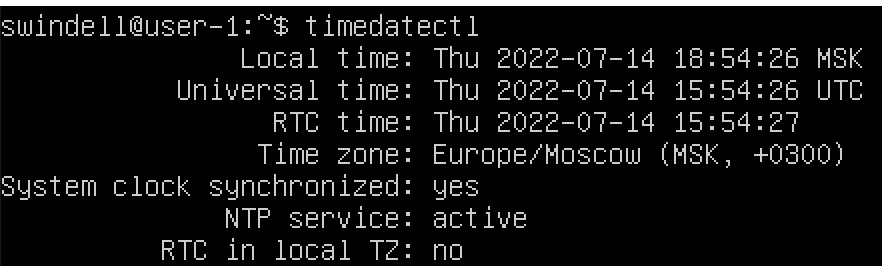 swindell@user-1:~$ timedatectl
Local time: Thu 2022-07-14 18:54:26 MSK
Universal time: Thu 2022-07-14 15:54:26 UTC
RTC time: Thu 2022-07-14 15:54:27
Time zone: Europe/Moscow (MSK, +0300)
System clock synchronized: yes
NTP service: active
RTC in local TZ: no